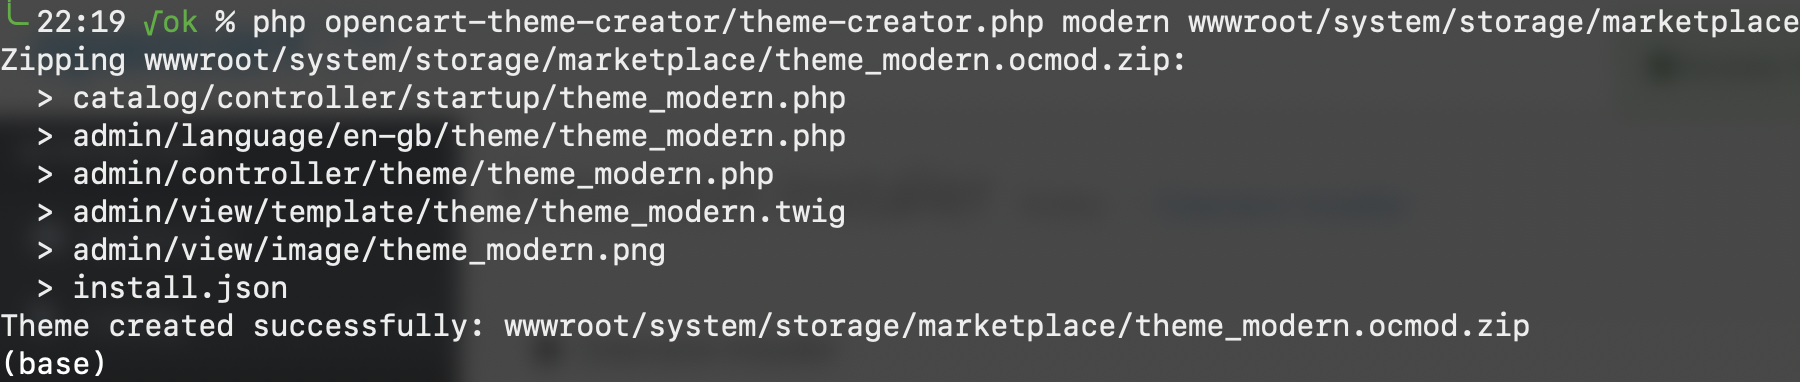 22:19 √ok % php opencart-theme-creator/theme-creator.php modern wwwroot/system/storage/marketplace
Zipping wwwroot/system/storage/marketplace/theme_modern.ocmod.zip:
  > catalog/controller/startup/theme_modern.php
  > admin/language/en-gb/theme/theme_modern.php
  > admin/controller/theme/theme_modern.php
  > admin/view/template/theme/theme_modern.twig
  > admin/view/image/theme_modern.png
  > install.json
Theme created successfully: wwwroot/system/storage/marketplace/theme_modern.ocmod.zip
(base)